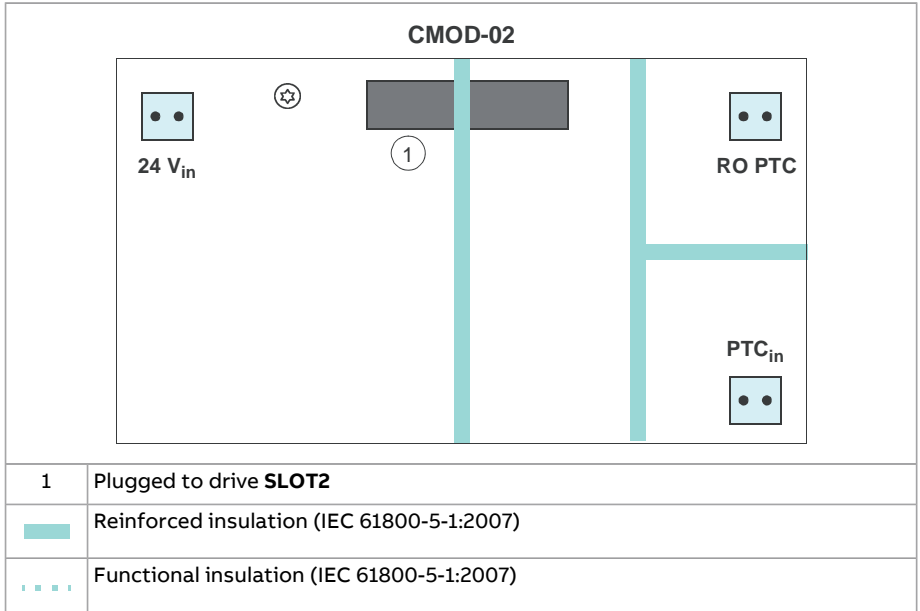 CMOD-02
24 Vin
1
RO PTC
PTCin
1 Plugged to drive SLOT2
Reinforced insulation (IEC 61800-5-1:2007)
Functional insulation (IEC 61800-5-1:2007)